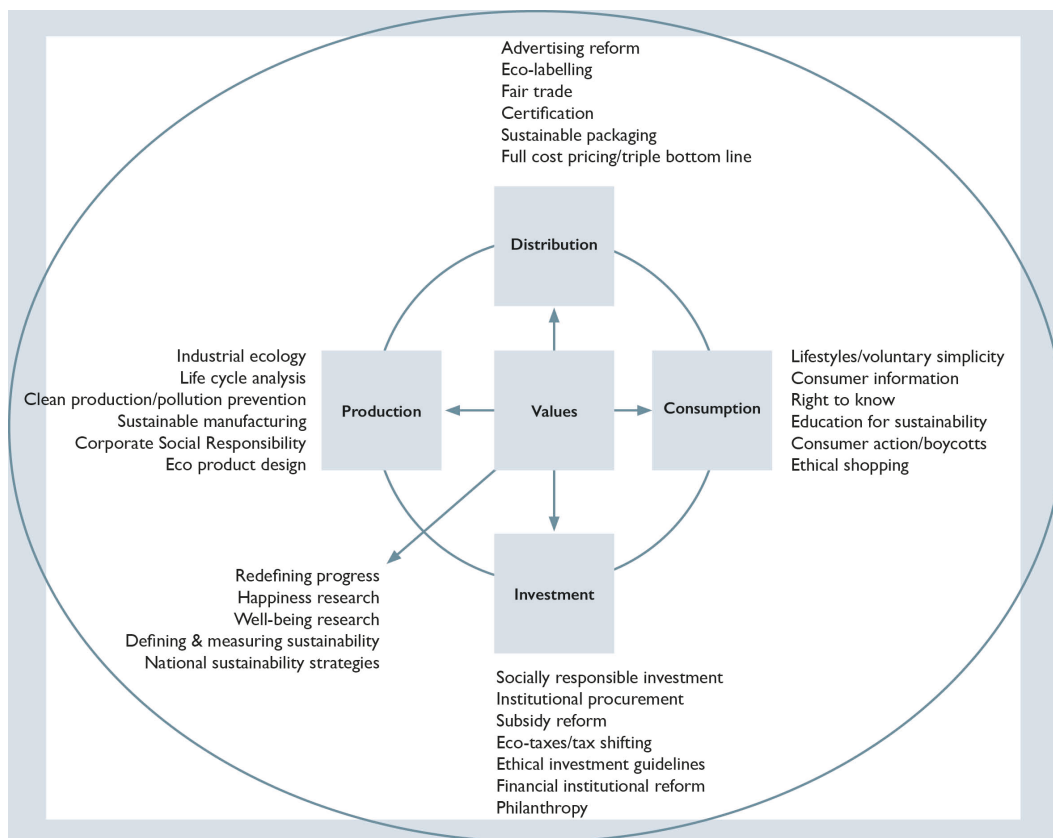 Advertising reform
Eco-labelling
Fair trade
Certification
Sustainable packaging
Full cost pricing/triple bottom line
Distribution
Industrial ecology
Life cycle analysis
Clean production/pollution prevention
Sustainable manufacturing
Corporate Social Responsibility
Eco product design
Production
Values
Consumption
Lifestyles/voluntary simplicity
Consumer information
Right to know
Education for sustainability
Consumer action/boycotts
Ethical shopping
Redefining progress
Happiness research
Well-being research
Defining & measuring sustainability
National sustainability strategies
Investment
Socially responsible investment
Institutional procurement
Subsidy reform
Eco-taxes/tax shifting
Ethical investment guidelines
Financial institutional reform
Philanthropy